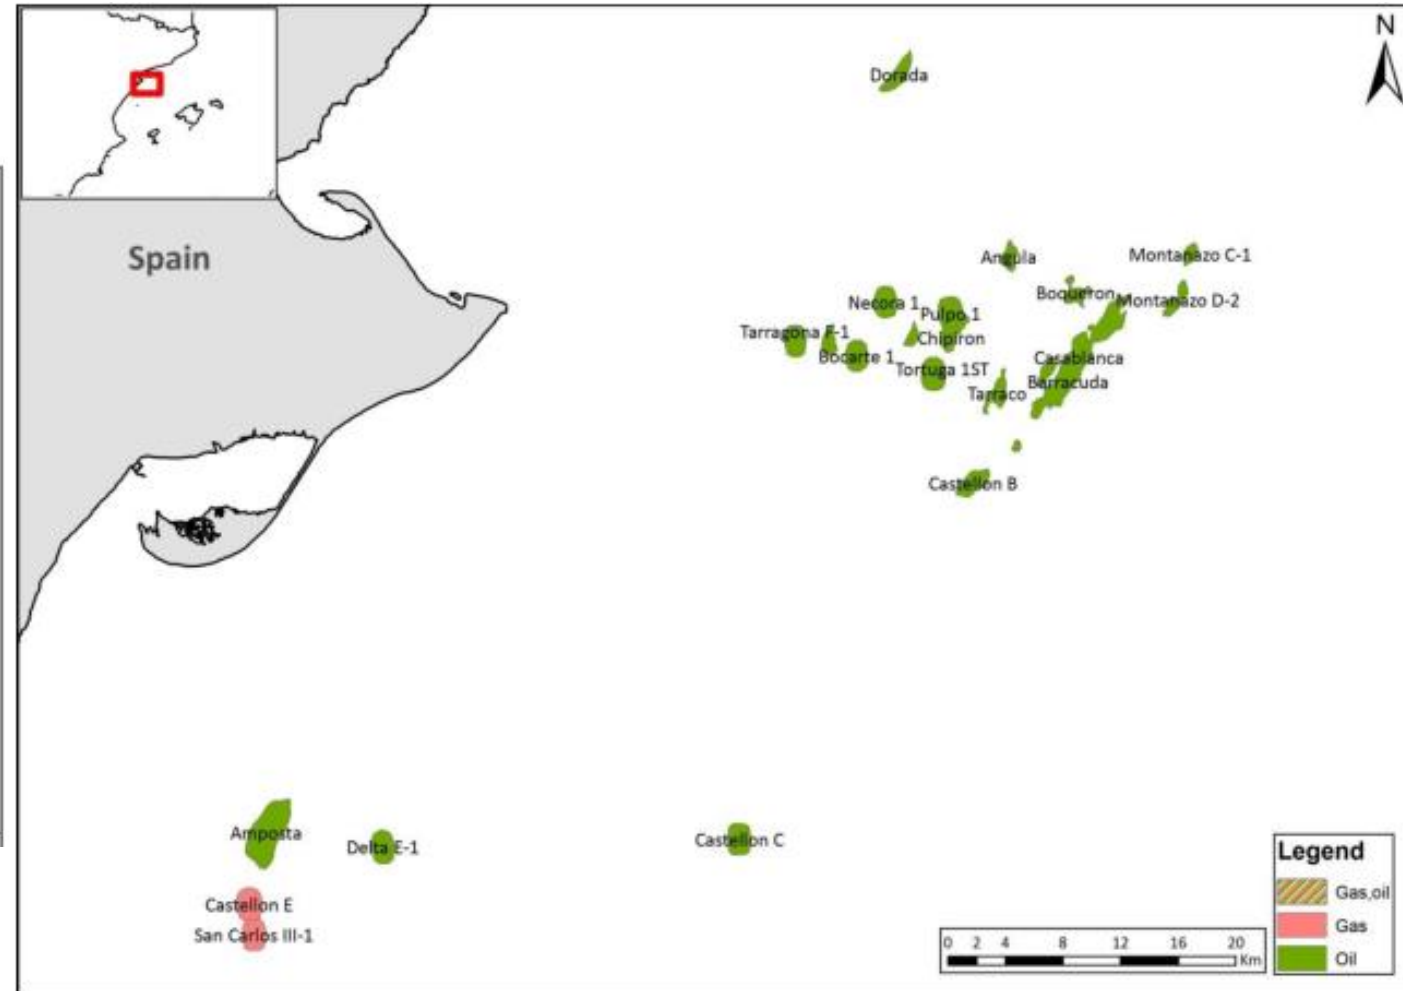 N
Dorada
Spain
Angula
Montanazo C-1
Boqueron
Montanazo D-2
Necora 1
Pulpo 1
Tarragona F-1
Chipiron
Bocarte 1
Casablanca
Tortuga 1ST
Barracuda
Tarraco
Castellon B
Amposta
Delta E-1
Castellon C
Castellon E
San Carlos III-1
0 2 4 8 12 16 20
Km
Legend
Gas,oil
Gas
Oil